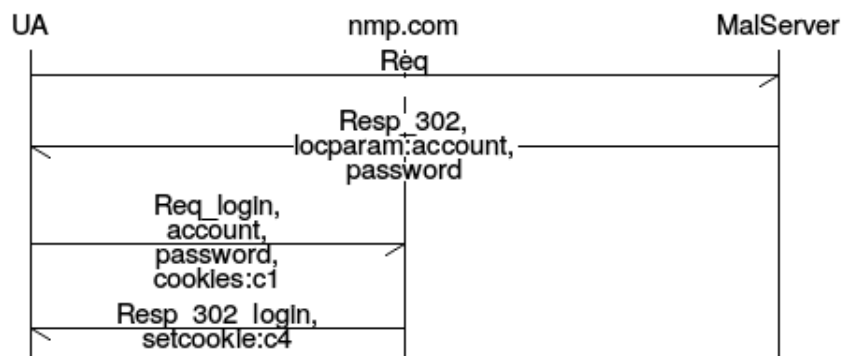 UA nmp.com MalServer
Req
Resp_302,
locparam:account,
password
Req_login,
account,
password,
cookies:c1
Resp_302_login,
setcookie:c4